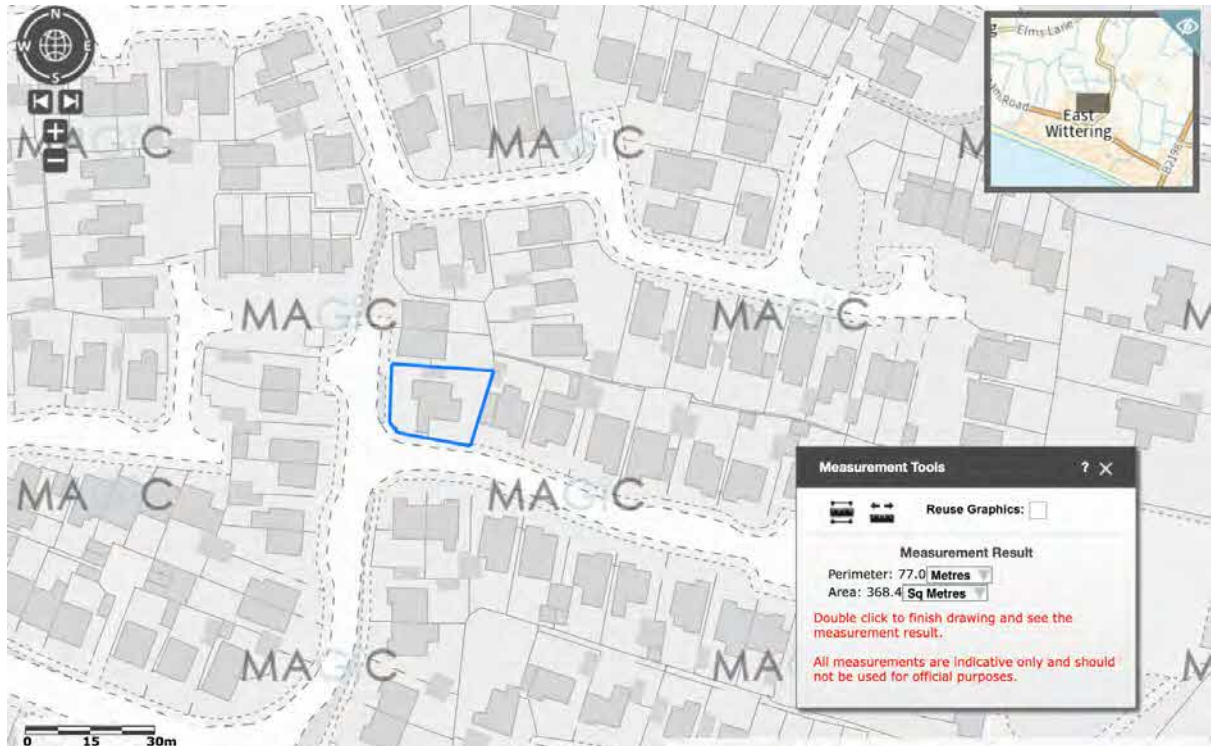 N
W E
S
Elms Lane
lm Road
East
Wittering
B2198
MAGiC
MAGiC
M
MAGiC
MAGiC
M
MAGiC
MAGiC
MAGiC
MAGiC
M
Measurement Tools ? X
Reuse Graphics:
Measurement Result
Perimeter: 77.0 Metres
Area: 368.4 Sq Metres
Double click to finish drawing and see the
measurement result.
All measurements are indicative only and should
not be used for official purposes.
0 15 30m